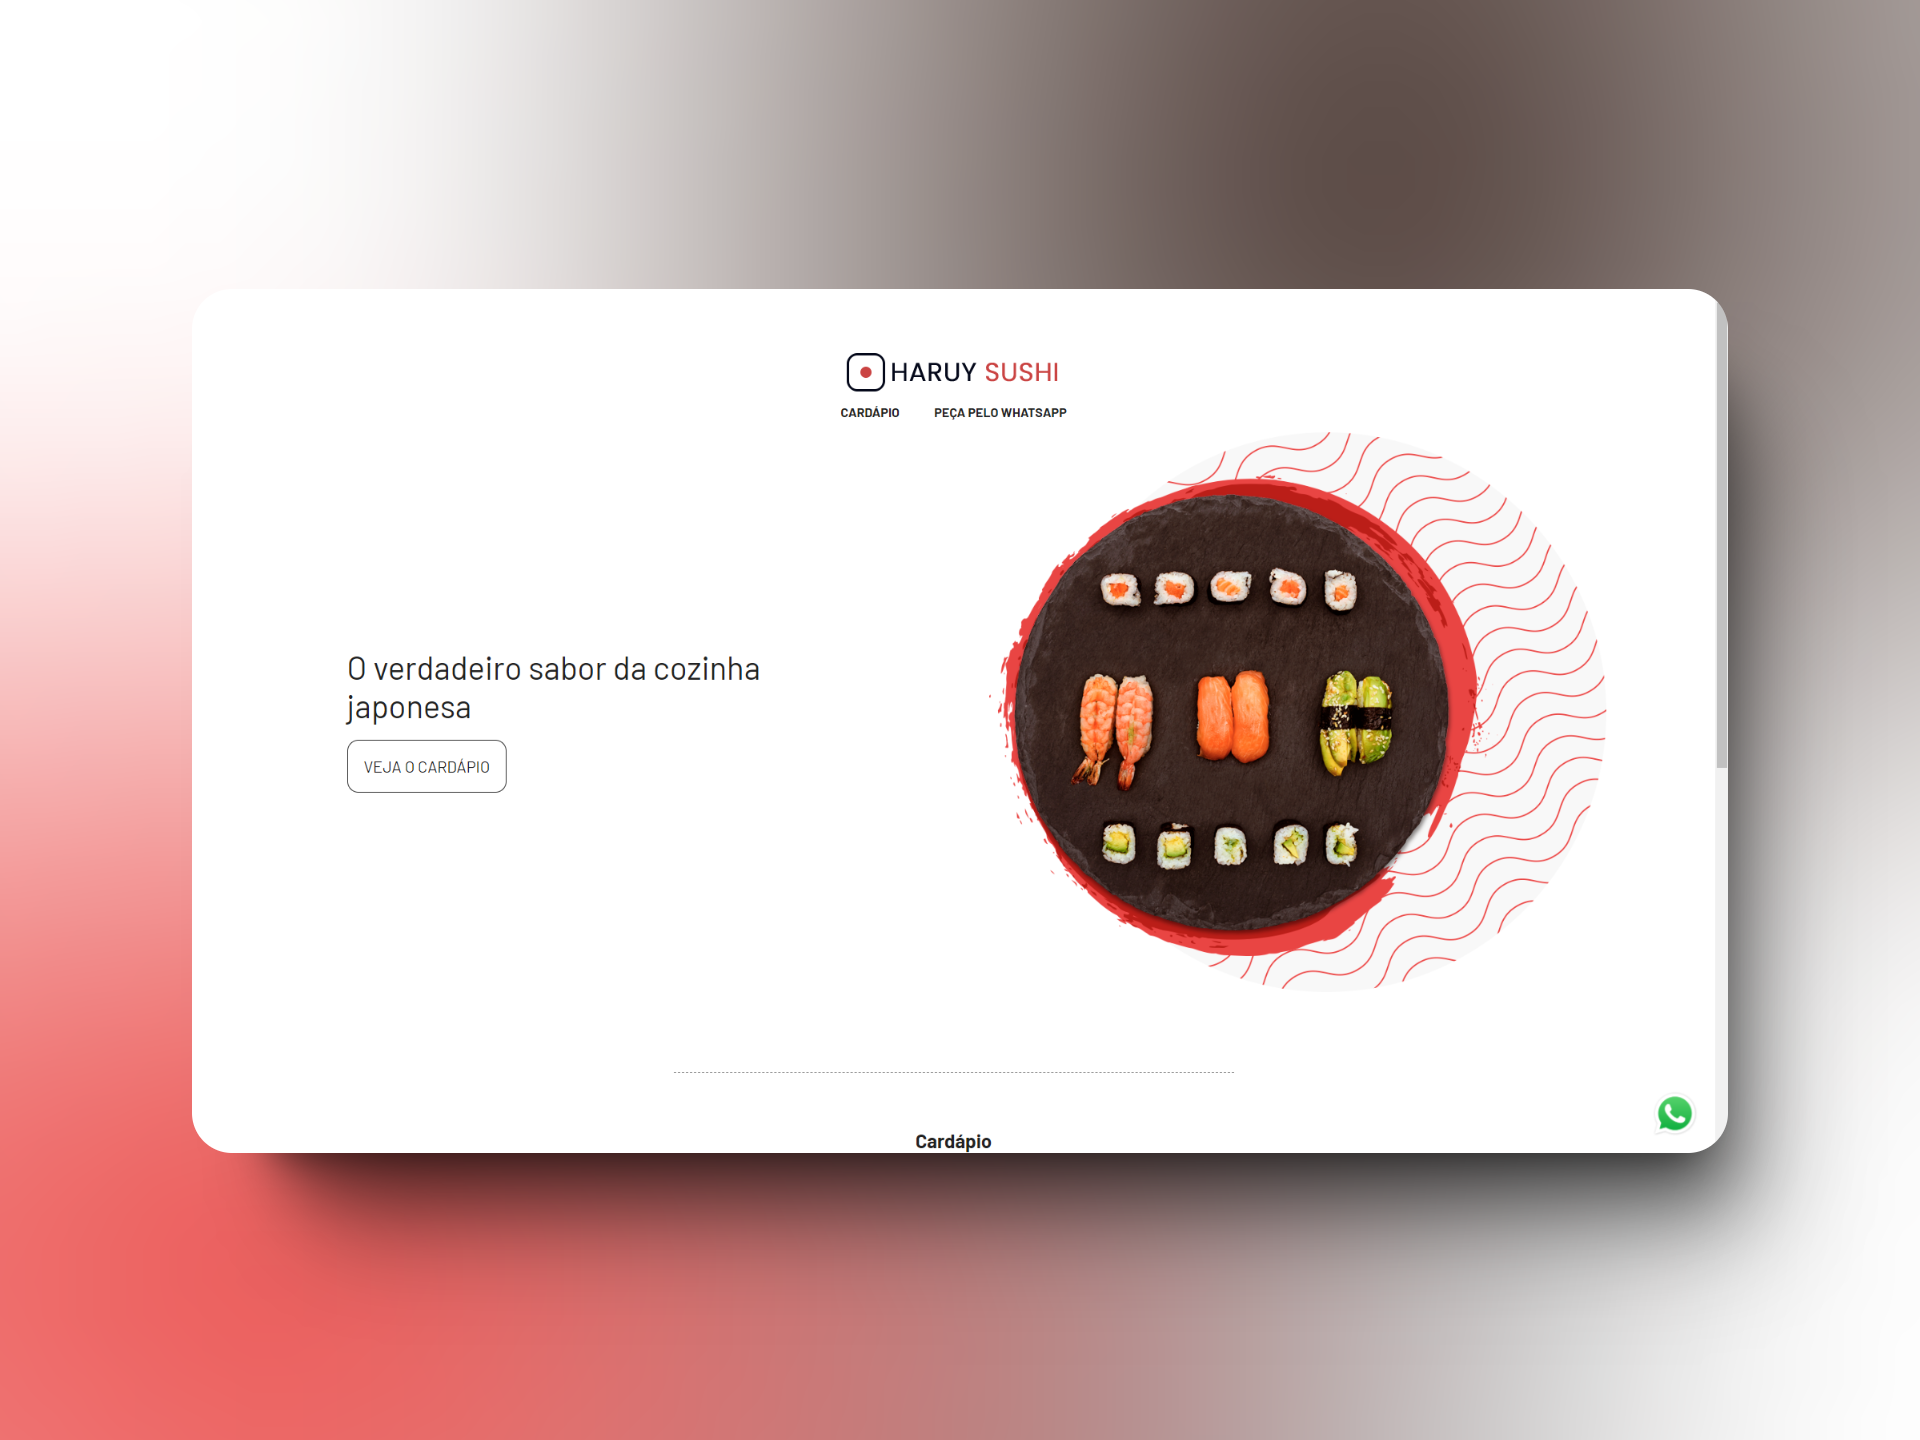 HARUY SUSHI
CARDÁPIO PEÇA PELO WHATSAPP
O verdadeiro sabor da cozinha
japonesa
VEJA O CARDÁPIO
Cardápio